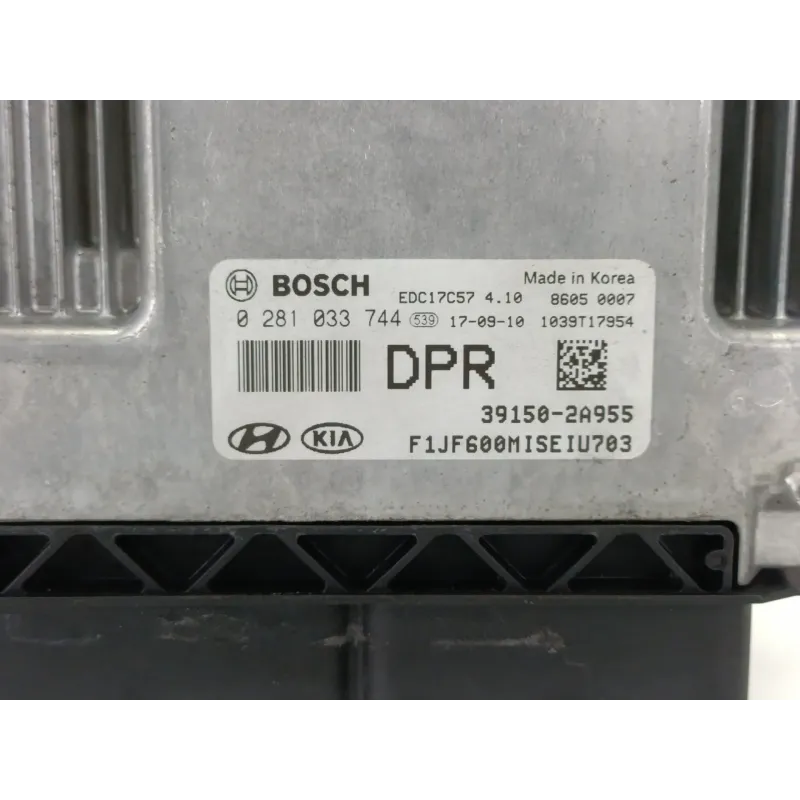 BOSCH Made in Korea
EDC17C57 4.10 8605 0007
0 281 033 744 539 17-09-10 1039T17954
DPR
39150-2A955
KIA F1JF600MISEIU703